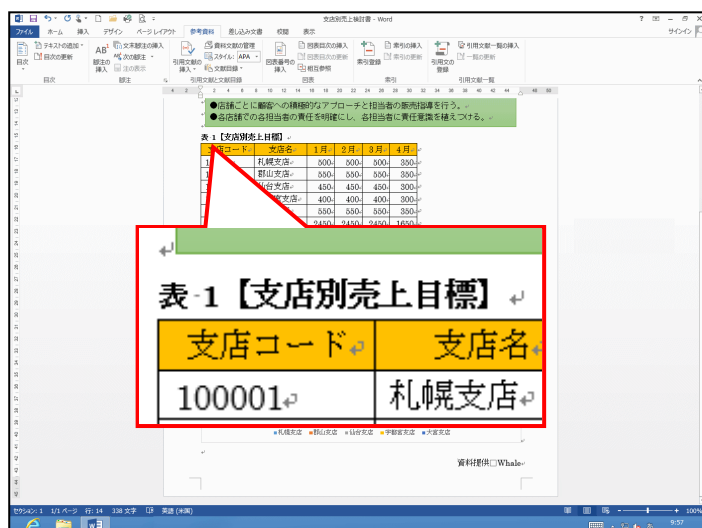 支店別売上検討書 - Word
ファイル ホーム 挿入 デザイン ページレイアウト 参考資料 差し込み文書 校閲 表示 サインイン
目次
テキストの追加
目次の更新
目次
AB¹
脚注の挿入
文末脚注の挿入
次の脚注
注の表示
脚注
引用文献の挿入
資料文献の管理
スタイル: APA
文献目録
引用文献と文献目録
図表番号の挿入
図表目次の挿入
図表目次の更新
相互参照
図表
索引登録
索引の挿入
索引の更新
索引
引用文の登録
引用文献一覧の挿入
一覧の更新
引用文献一覧
●店舗ごとに顧客への積極的なアプローチと担当者の販売指導を行う。
●各店舗での各担当者の責任を明確にし、各担当者に責任意識を植えつける。
表-1【支店別売上目標】
支店コード 支店名 1月 2月 3月 4月
札幌支店 500 500 500 350
郡山支店 550 550 550 350
仙台支店 450 450 450 300
400 400 400 300
550 550 550 350
2450 2450 2450 1650
表-1【支店別売上目標】
支店コード 支店名
100001 札幌支店
■札幌支店 ■郡山支店 ■仙台支店 ■宇都宮支店 ■大宮支店
資料提供□Whale
セクション: 1 1/1 ページ 行: 14 338 文字 英語 (米国) 100%
9:57